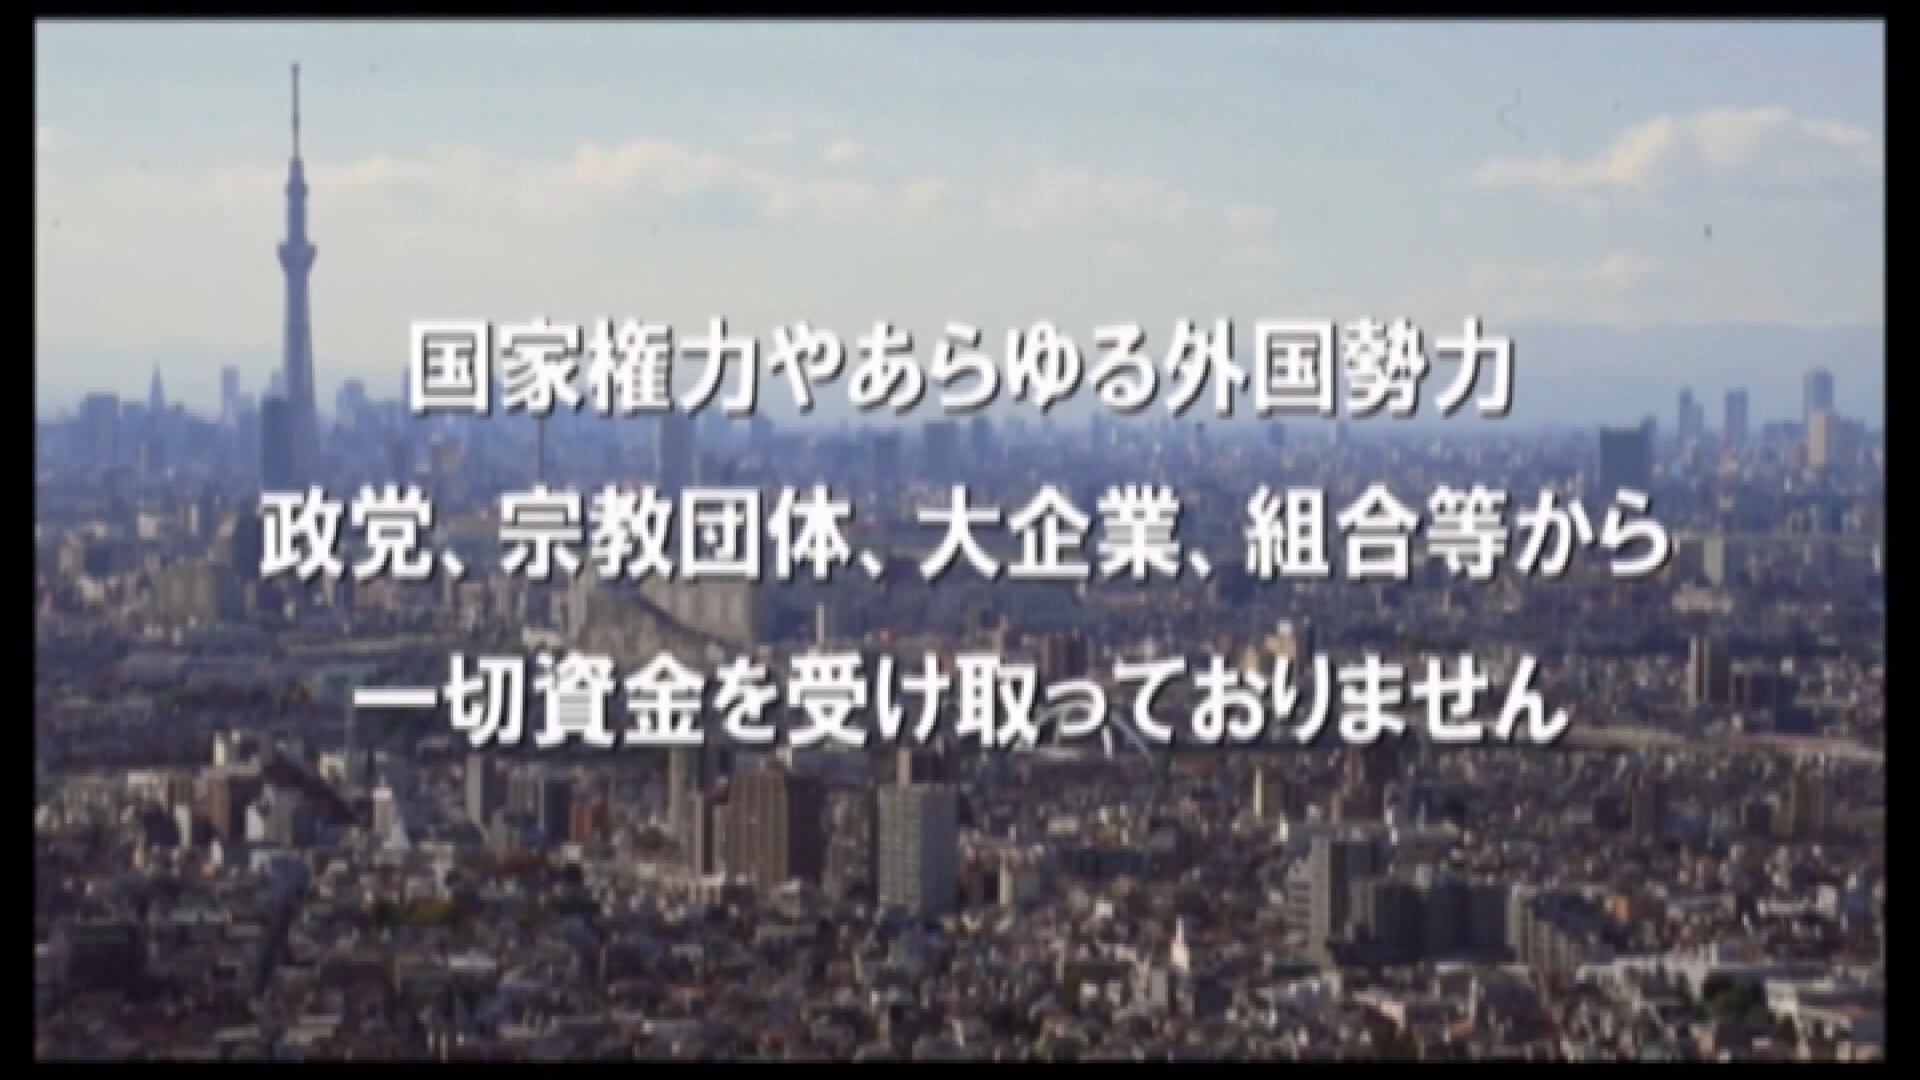 国家権力やあらゆる外国勢力
政党、宗教団体、大企業、組合等から
一切資金を受け取っておりません